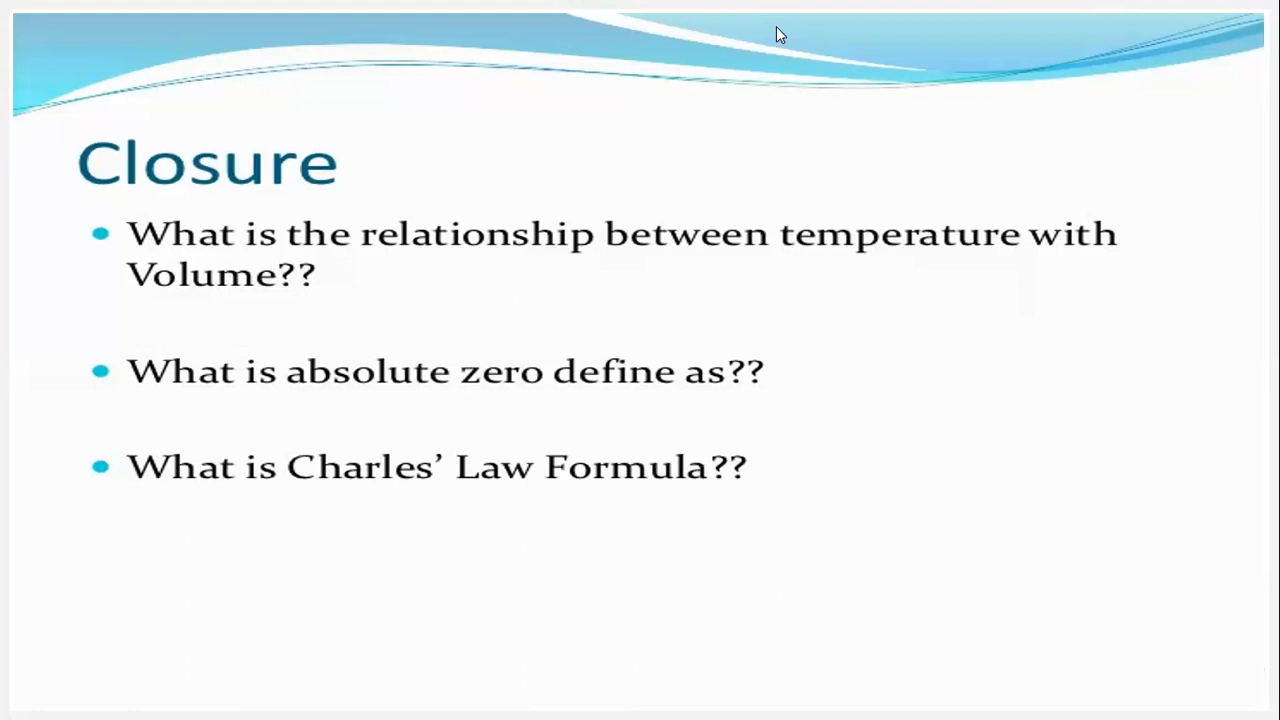 Closure
What is the relationship between temperature with
Volume??
What is absolute zero define as??
What is Charles’ Law Formula??